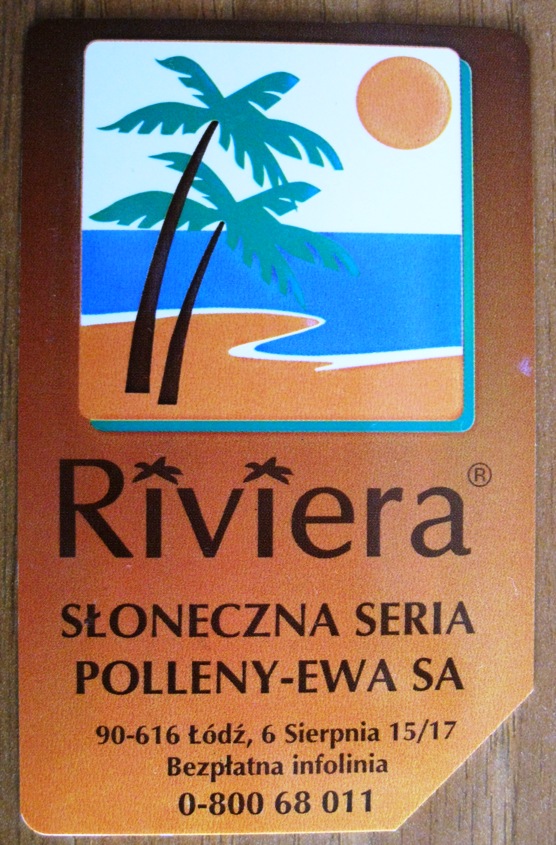 Riviera®
SŁONECZNA SERIA
POLLENY-EWA SA
90-616 Łódź, 6 Sierpnia 15/17
Bezpłatna infolinia
0-800 68 011